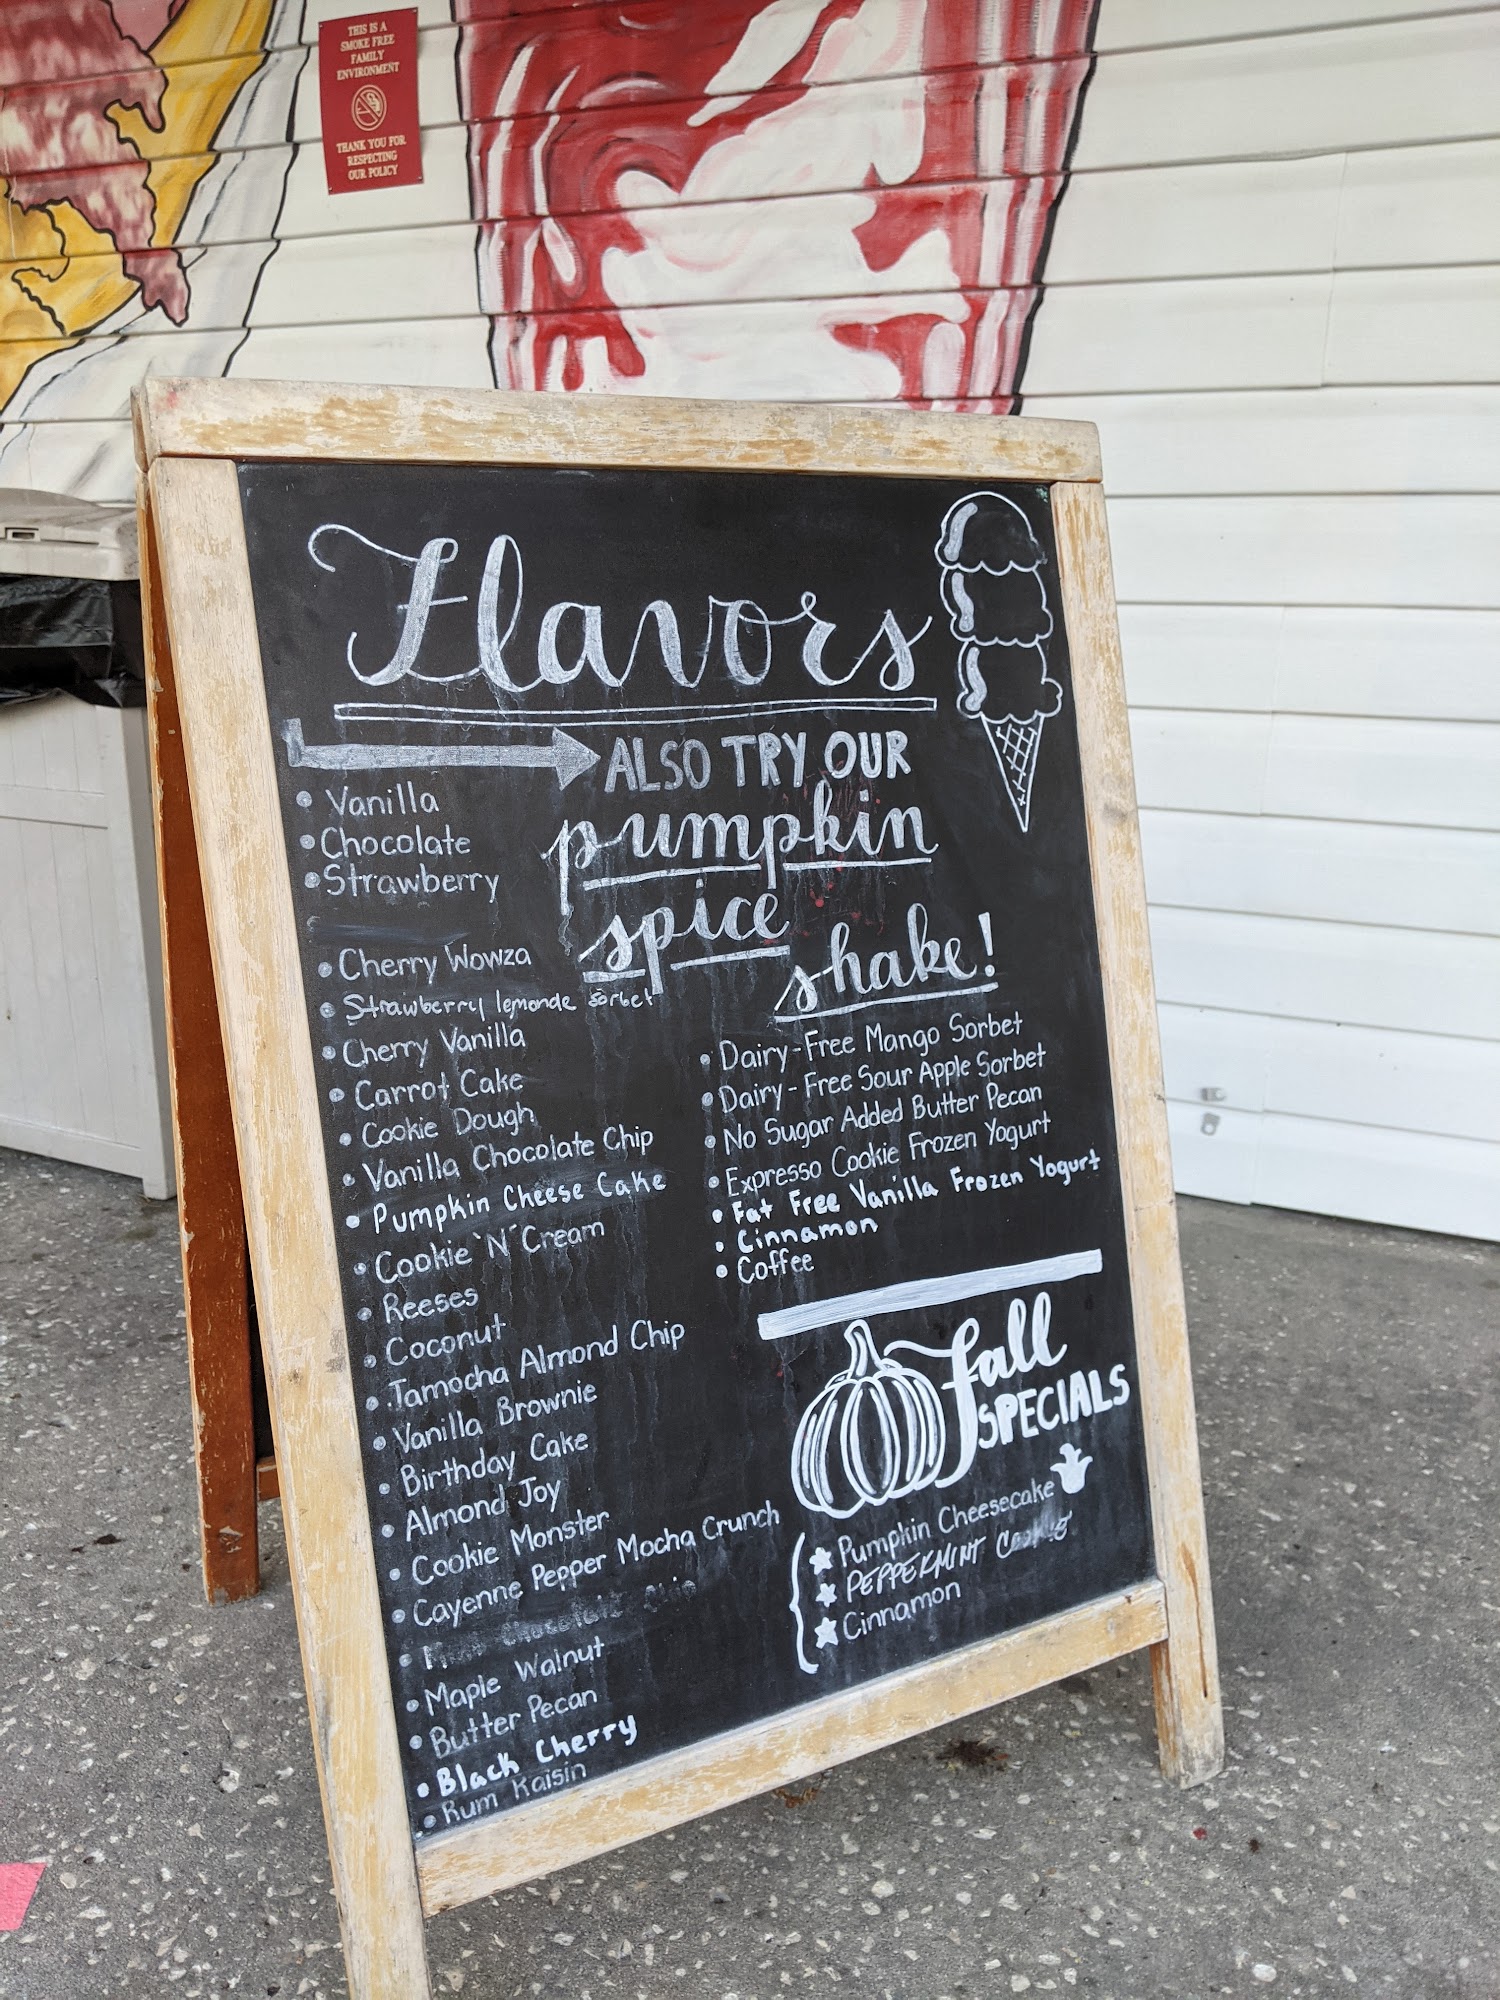 THIS IS A
SMOKE FREE
FAMILY
ENVIRONMENT
THANK YOU FOR
RESPECTING
OUR POLICY
Flavors
ALSO TRY OUR
pumpkin
spice
shake!
• Vanilla
• Chocolate
• Strawberry
• Cherry Wowza
• Strawberry lemonde sorbet
• Cherry Vanilla
• Carrot Cake
• Cookie Dough
• Vanilla Chocolate Chip
• Pumpkin Cheese Cake
• Cookie 'N' Cream
• Reeses
• Coconut
• Jamocha Almond Chip
• Vanilla Brownie
• Birthday Cake
• Almond Joy
• Cookie Monster
• Cayenne Pepper Mocha Crunch
• Chocolate Chip
• Maple Walnut
• Butter Pecan
• Black Cherry
• Rum Raisin
• Dairy-Free Mango Sorbet
• Dairy-Free Sour Apple Sorbet
• No Sugar Added Butter Pecan
• Expresso Cookie Frozen Yogurt
• Fat Free Vanilla Frozen Yogurt
• Cinnamon
• Coffee
fall
SPECIALS
Pumpkin Cheesecake
PEPPERMINT
Cinnamon